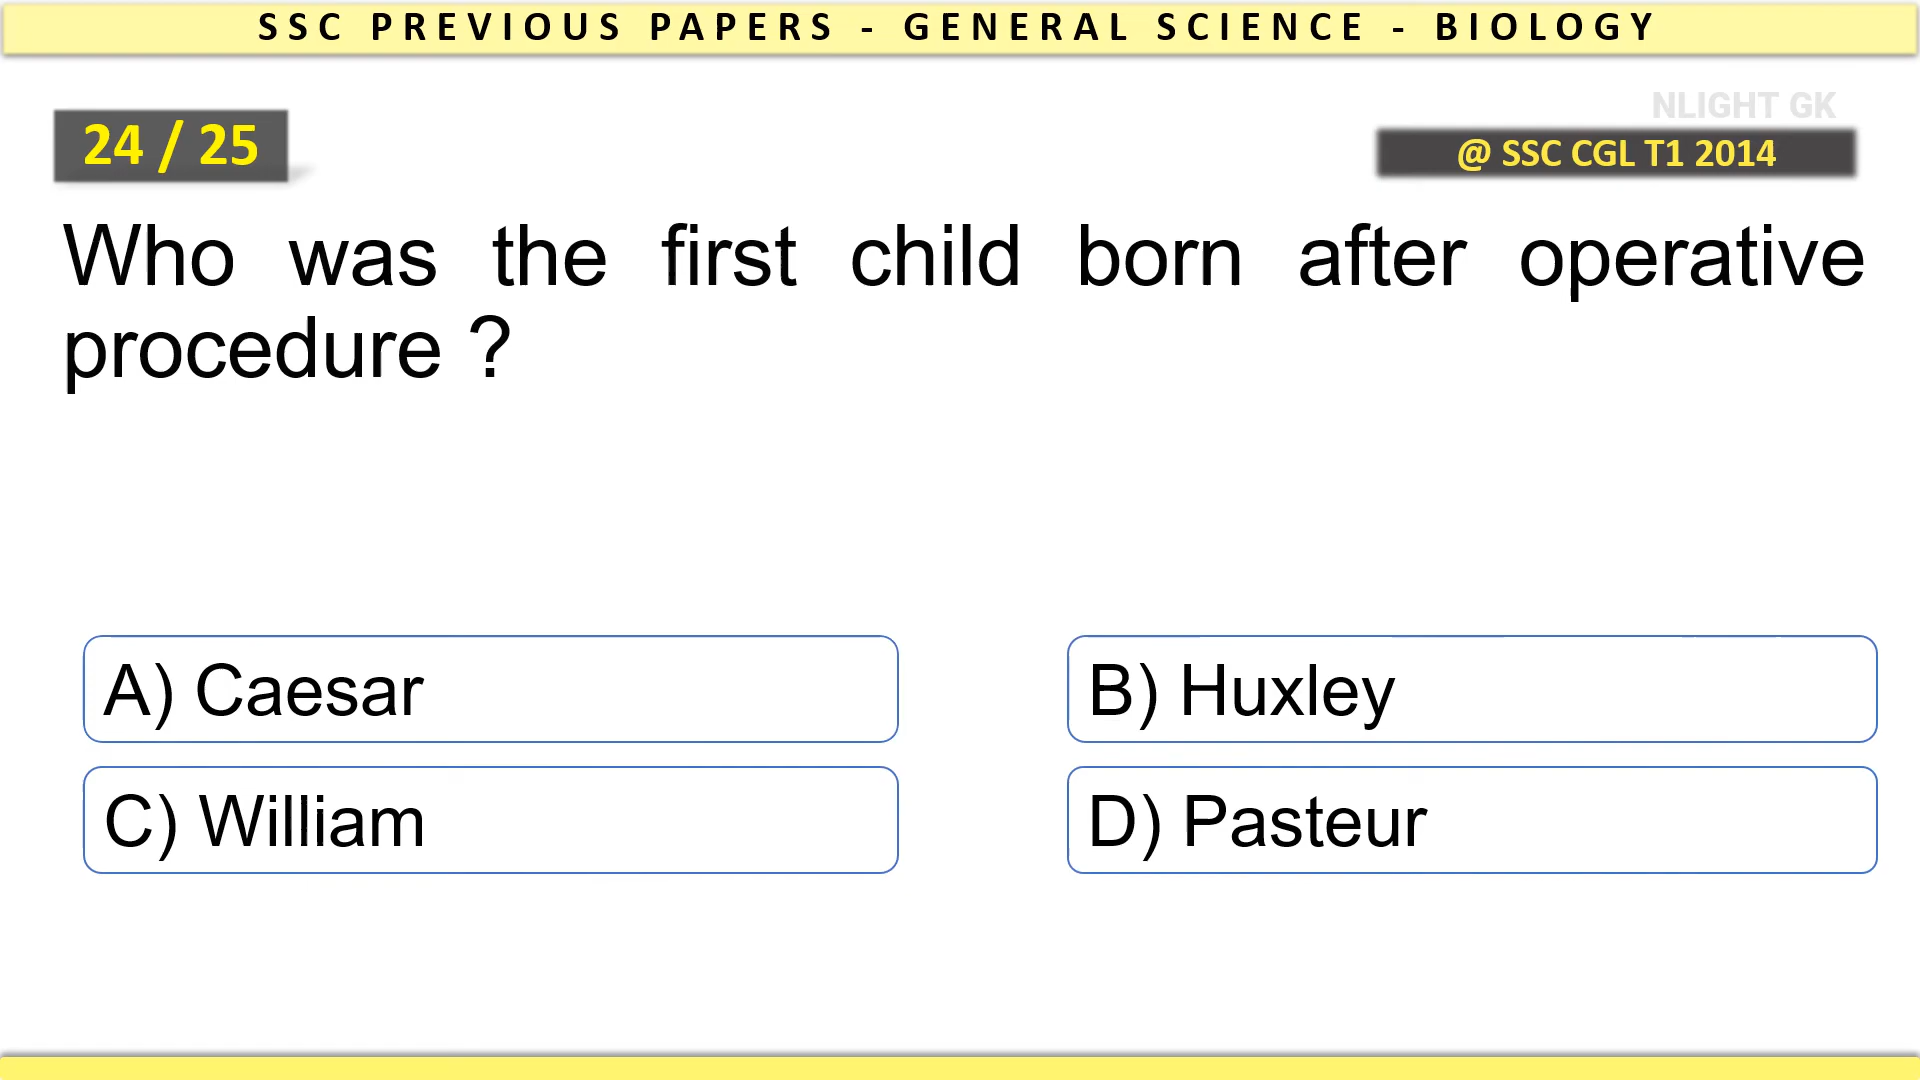 SSC PREVIOUS PAPERS - GENERAL SCIENCE - BIOLOGY
NLIGHT GK
24 / 25
@ SSC CGL T1 2014
Who was the first child born after operative
procedure ?
A) Caesar
B) Huxley
C) William
D) Pasteur